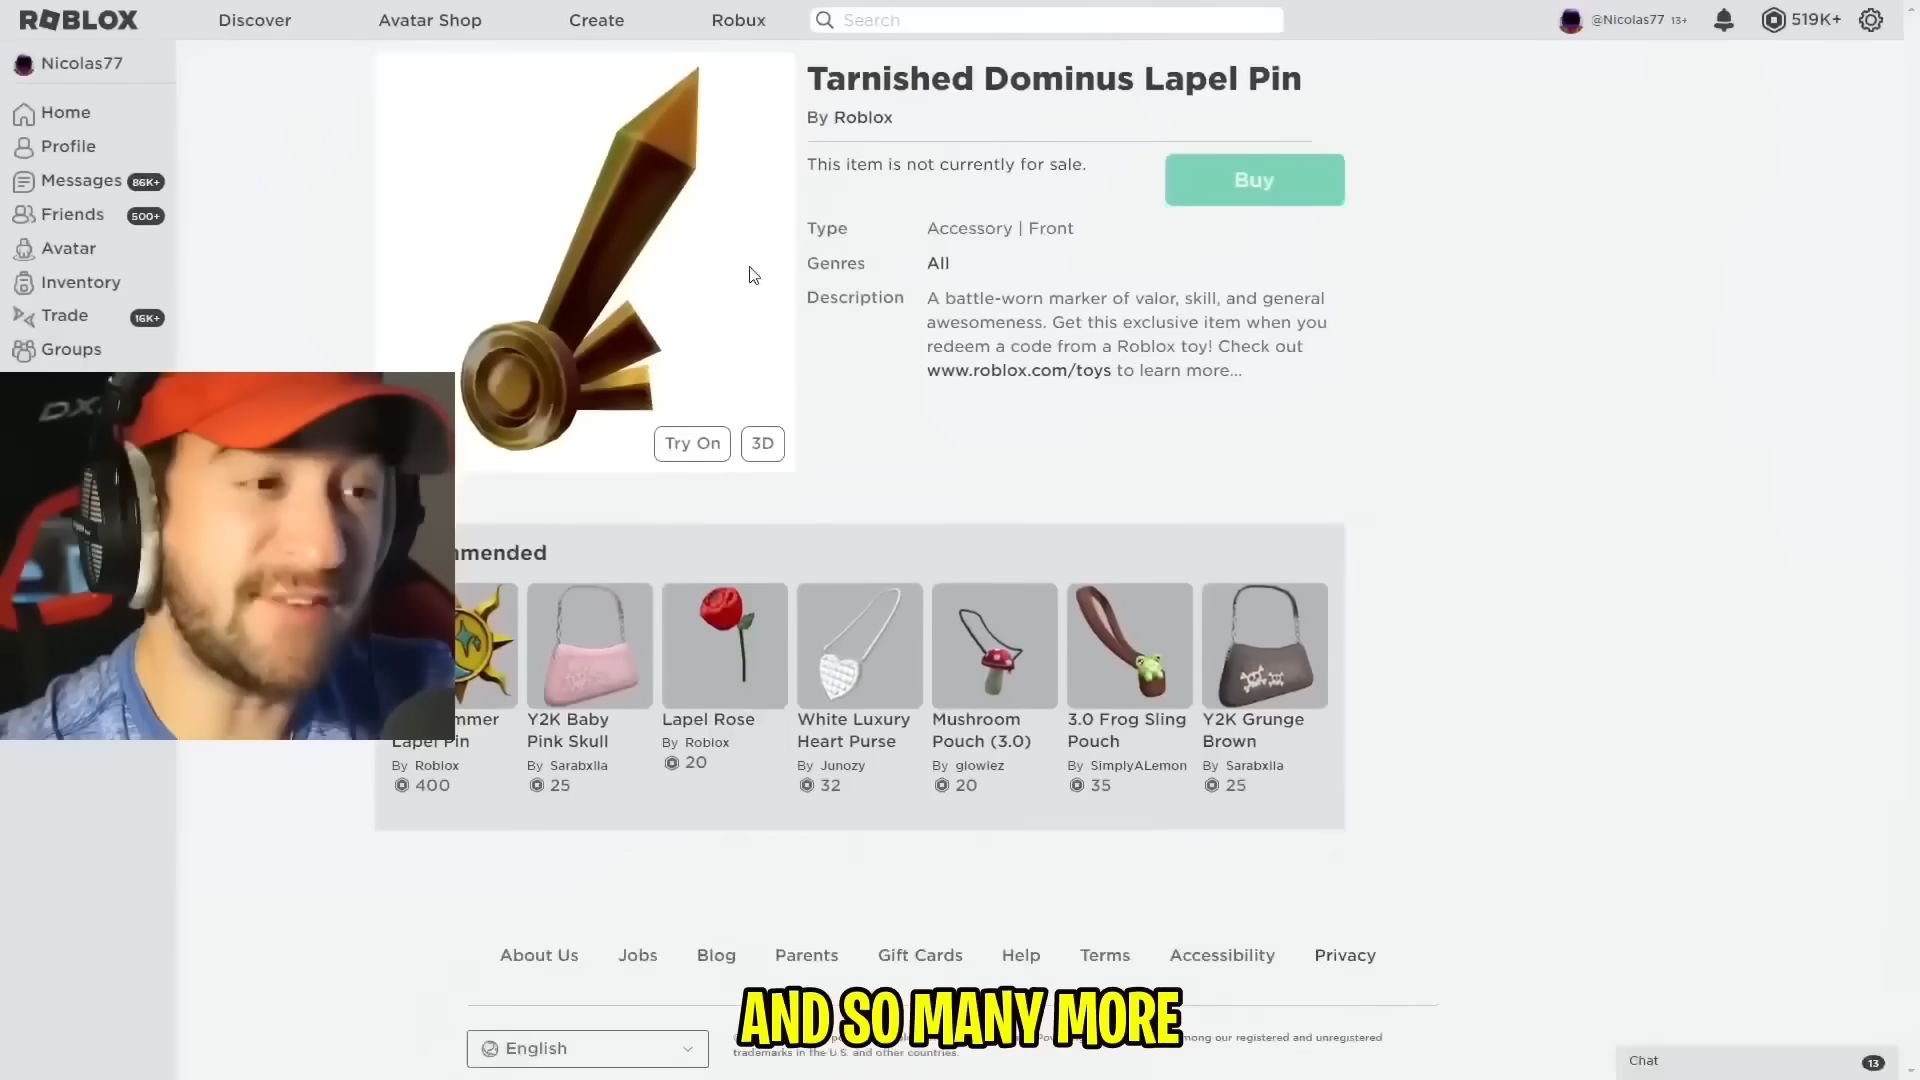 ROBLOX
Discover
Avatar Shop
Create
Robux
Search
@Nicolas77 13+
519K+
Nicolas77
Home
Profile
Messages 86K+
Friends 500+
Avatar
Inventory
Trade 16K+
Groups
DX
Tarnished Dominus Lapel Pin
By Roblox
This item is not currently for sale.
Buy
Type Accessory | Front
Genres All
Description A battle-worn marker of valor, skill, and general
awesomeness. Get this exclusive item when you
redeem a code from a Roblox toy! Check out
www.roblox.com/toys to learn more...
Try On
3D
mmended
mmer
Lapel Pin
By Roblox
400
Y2K Baby
Pink Skull
By Sarabxlla
25
Lapel Rose
By Roblox
20
White Luxury
Heart Purse
By Junozy
32
Mushroom
Pouch (3.0)
By glowiez
20
3.0 Frog Sling
Pouch
By SimplyALemon
35
Y2K Grunge
Brown
By Sarabxlla
25
About Us
Jobs
Blog
Parents
Gift Cards
Help
Terms
Accessibility
Privacy
AND SO MANY MORE
English
among our registered and unregistered
trademarks in the U.S. and other countries.
Chat 13